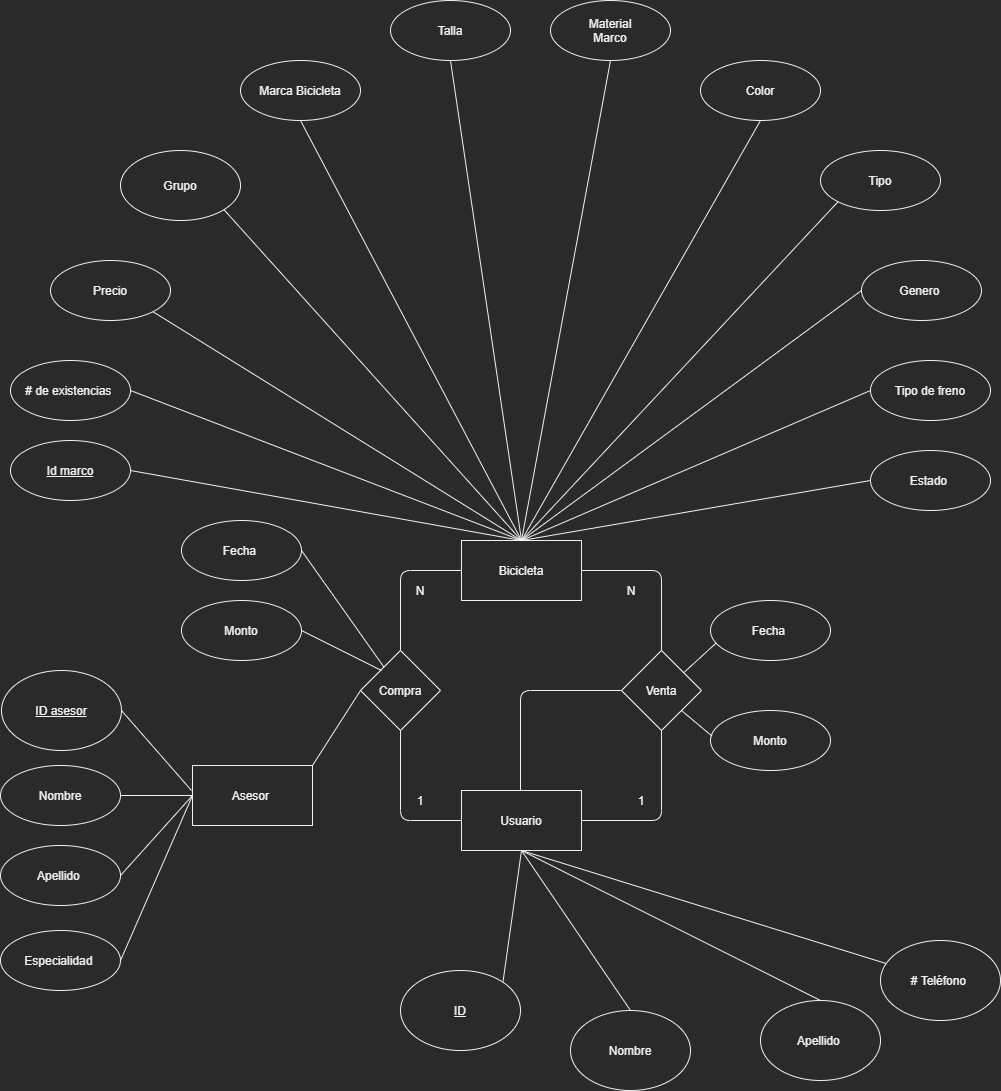 Talla
Material
Marco
Marca Bicicleta
Color
Grupo
Tipo
Precio
Genero
# de existencias
Tipo de freno
Id marco
Estado
Fecha
Bicicleta
N
N
Monto
Fecha
Compra
Venta
ID asesor
Monto
Nombre
Asesor
1
1
Usuario
Apellido
Especialidad
# Teléfono
ID
Apellido
Nombre